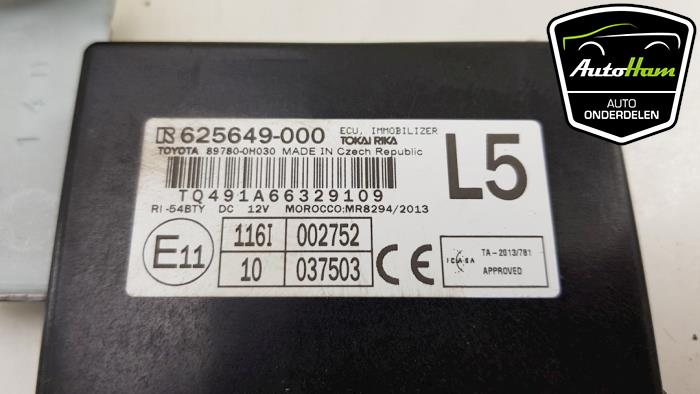 AutoHam
AUTO
ONDERDELEN
625649-000 ECU, IMMOBILIZER
TOKAI RIKA
TOYOTA 89780-0H030 MADE IN Czech Republic
L5
TQ491A66329109
RI-54BTY DC 12V MOROCCO:MR8294/2013
E11
116I 002752
10 037503
CE
ICASA
TA-2013/781
APPROVED